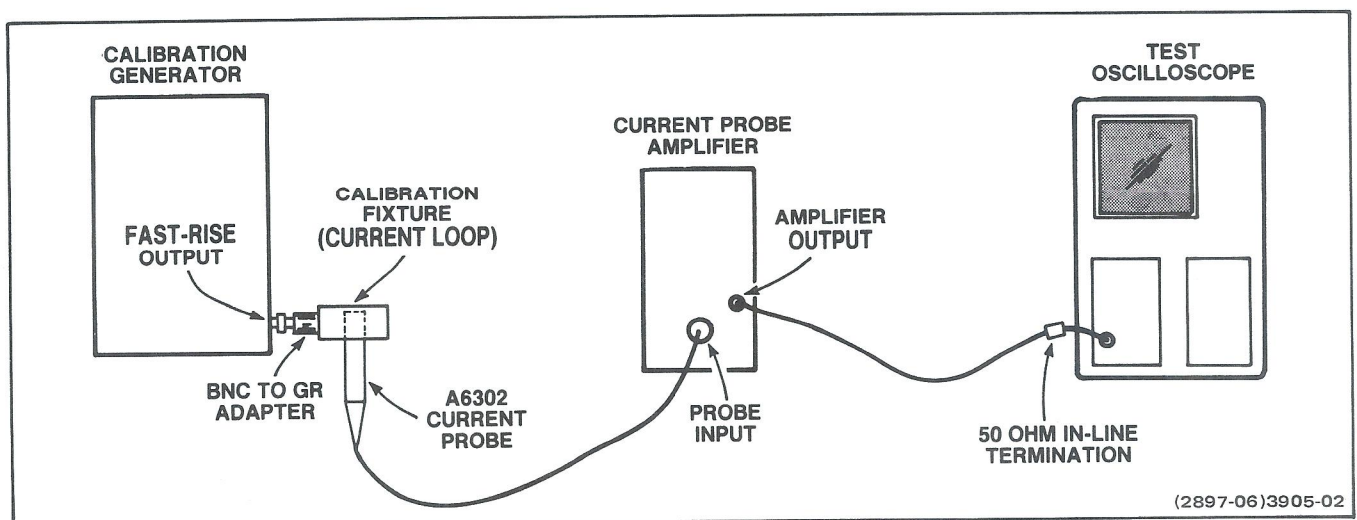 CALIBRATION
GENERATOR
FAST-RISE
OUTPUT
BNC TO GR
ADAPTER
CALIBRATION
FIXTURE
(CURRENT LOOP)
A6302
CURRENT
PROBE
CURRENT PROBE
AMPLIFIER
AMPLIFIER
OUTPUT
PROBE
INPUT
TEST
OSCILLOSCOPE
50 OHM IN-LINE
TERMINATION
(2897-06)3905-02